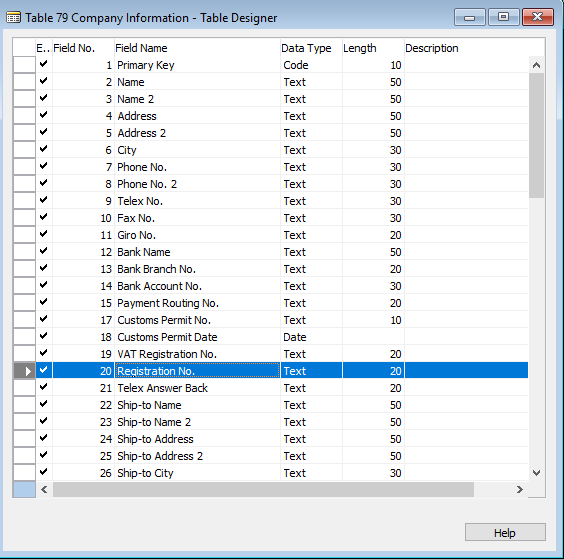 Table 79 Company Information - Table Designer
E.. Field No. Field Name Data Type Length Description
1 Primary Key Code 10
2 Name Text 50
3 Name 2 Text 50
4 Address Text 50
5 Address 2 Text 50
6 City Text 30
7 Phone No. Text 30
8 Phone No. 2 Text 30
9 Telex No. Text 30
10 Fax No. Text 30
11 Giro No. Text 20
12 Bank Name Text 50
13 Bank Branch No. Text 20
14 Bank Account No. Text 30
15 Payment Routing No. Text 20
17 Customs Permit No. Text 10
18 Customs Permit Date Date
19 VAT Registration No. Text 20
20 Registration No. Text 20
21 Telex Answer Back Text 20
22 Ship-to Name Text 50
23 Ship-to Name 2 Text 50
24 Ship-to Address Text 50
25 Ship-to Address 2 Text 50
26 Ship-to City Text 30
Help